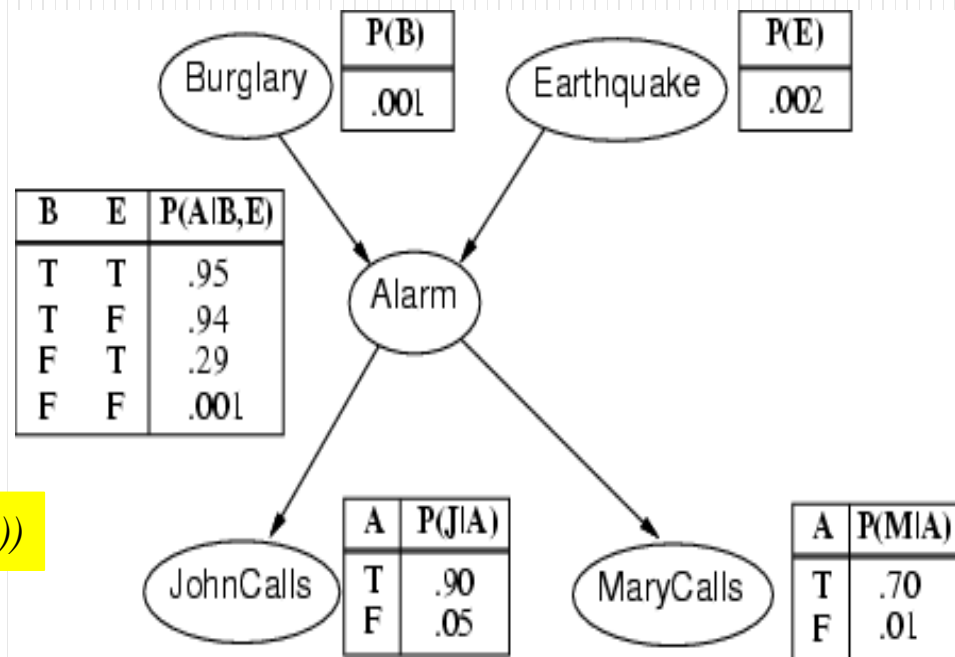 P(B)
.001
Burglary
P(E)
.002
Earthquake
B E P(A|B,E)
T T .95
T F .94
F T .29
F F .001
Alarm
))
JohnCalls
A P(J|A)
T .90
F .05
MaryCalls
A P(M|A)
T .70
F .01